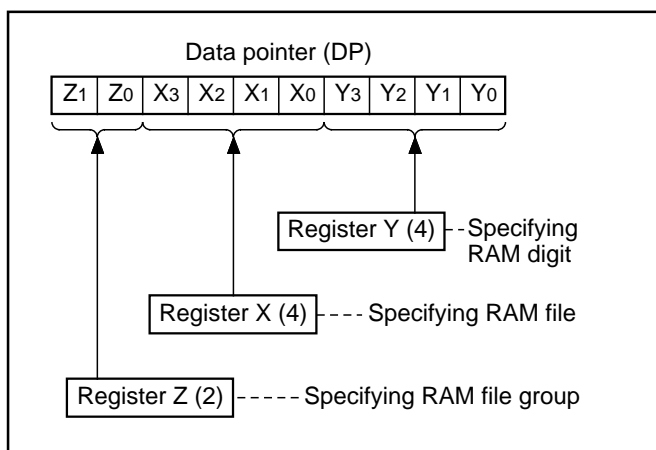 Data pointer (DP)
Z1 Z0 X3 X2 X1 X0 Y3 Y2 Y1 Y0
Register Y (4) Specifying
RAM digit
Register X (4) Specifying RAM file
Register Z (2) Specifying RAM file group